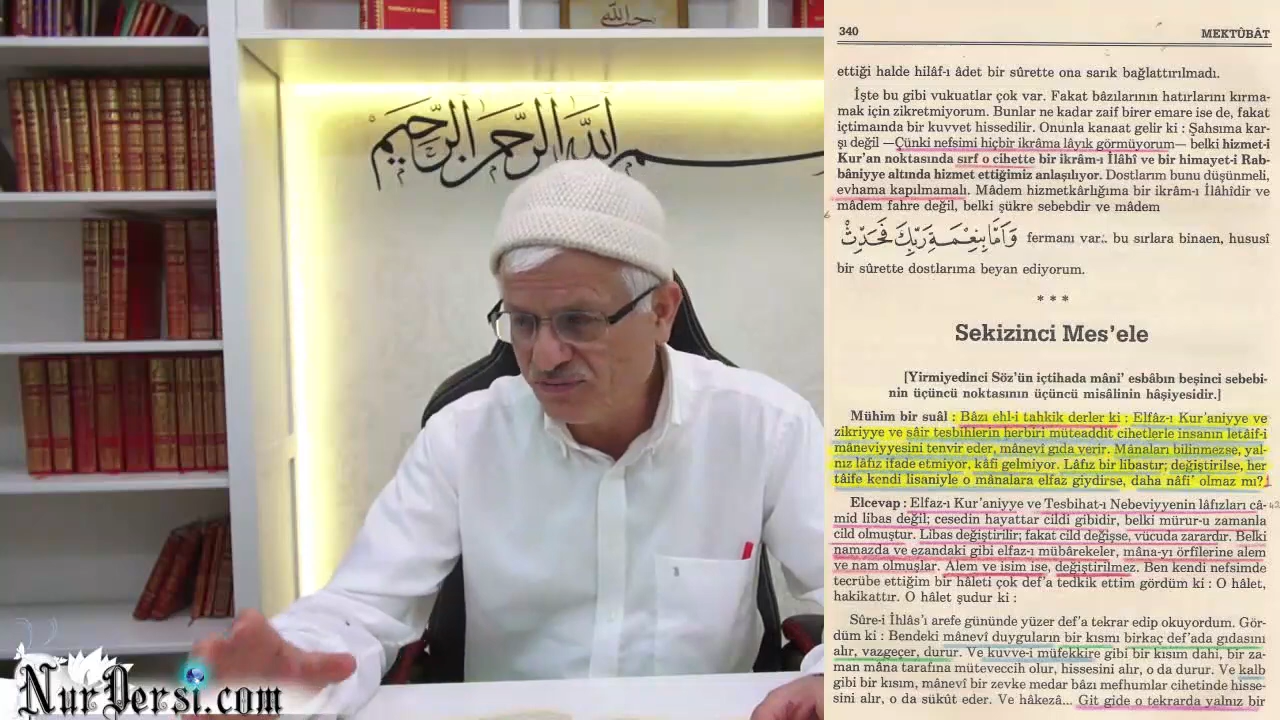 حسبنا الله
بسم الله الرحمن الرحيم
NurDersi.com
340 MEKTÛBÂT
ettiği halde hilâf-ı âdet bir sûrette ona sarık bağlattırılmadı.
İşte bu gibi vukuatlar çok var. Fakat bâzılarının hatırlarını kırma-
mak için zikretmiyorum. Bunlar ne kadar zaif birer emare ise de, fakat
içtimaında bir kuvvet hissedilir. Onunla kanaat gelir ki : Şahsıma kar-
şı değil —Çünki nefsimi hiçbir ikrâma lâyık görmüyorum— belki hizmet-i
Kur'an noktasında sırf o cihette bir ikrâm-ı İlâhî ve bir himayet-i Rab-
bâniyye altında hizmet ettiğimiz anlaşılıyor. Dostlarım bunu düşünmeli,
evhama kapılmamalı. Mâdem hizmetkârlığıma bir ikrâm-ı İlâhîdir ve
mâdem fahre değil, belki şükre sebebdir ve mâdem
وَاَمَّا بِنِعْمَةِ رَبِّكَ فَحَدِّثْ fermanı var.. bu sırlara binaen, hususî
bir sûrette dostlarıma beyan ediyorum.
* * *
Sekizinci Mes'ele
[Yirmiyedinci Söz'ün içtihada mâni' esbâbın beşinci sebebi-
nin üçüncü noktasının üçüncü misâlinin hâşiyesidir.]
Mühim bir suâl : Bâzı ehl-i tahkik derler ki : Elfâz-ı Kur'aniyye ve
zikriyye ve sâir tesbihlerin herbiri müteaddit cihetlerle insanın letâif-i
mâneviyyesini tenvir eder, mânevî gıda verir. Mânaları bilinmezse, yal-
nız lâfız ifade etmiyor, kâfi gelmiyor. Lâfız bir libastır; değiştirilse, her
tâife kendi lisaniyle o mânalara elfaz giydirse, daha nâfi' olmaz mı?
Elcevap : Elfaz-ı Kur'aniyye ve Tesbihat-ı Nebeviyyenin lâfızları câ-
mid libas değil; cesedin hayattar cildi gibidir, belki mürur-u zamanla
cild olmuştur. Libas değiştirilir; fakat cild değişse, vücuda zarardır. Belki
namazda ve ezandaki gibi elfaz-ı mübârekeler, mâna-yı örfîlerine alem
ve nam olmuşlar. Alem ve isim ise, değiştirilmez. Ben kendi nefsimde
tecrübe ettiğim bir hâleti çok def'a tedkik ettim gördüm ki : O hâlet,
hakikattır. O hâlet şudur ki :
Sûre-i İhlâs'ı arefe gününde yüzer def'a tekrar edip okuyordum. Gör-
düm ki : Bendeki mânevî duyguların bir kısmı birkaç def'ada gıdasını
alır, vazgeçer, durur. Ve kuvve-i müfekkire gibi bir kısım dahi, bir za-
man mâna tarafına müteveccih olur, hissesini alır, o da durur. Ve kalb
gibi bir kısım, mânevî bir zevke medar bâzı mefhumlar cihetinde hisse-
sini alır, o da sükût eder. Ve hâkezâ... Git gide o tekrarda yalnız bir